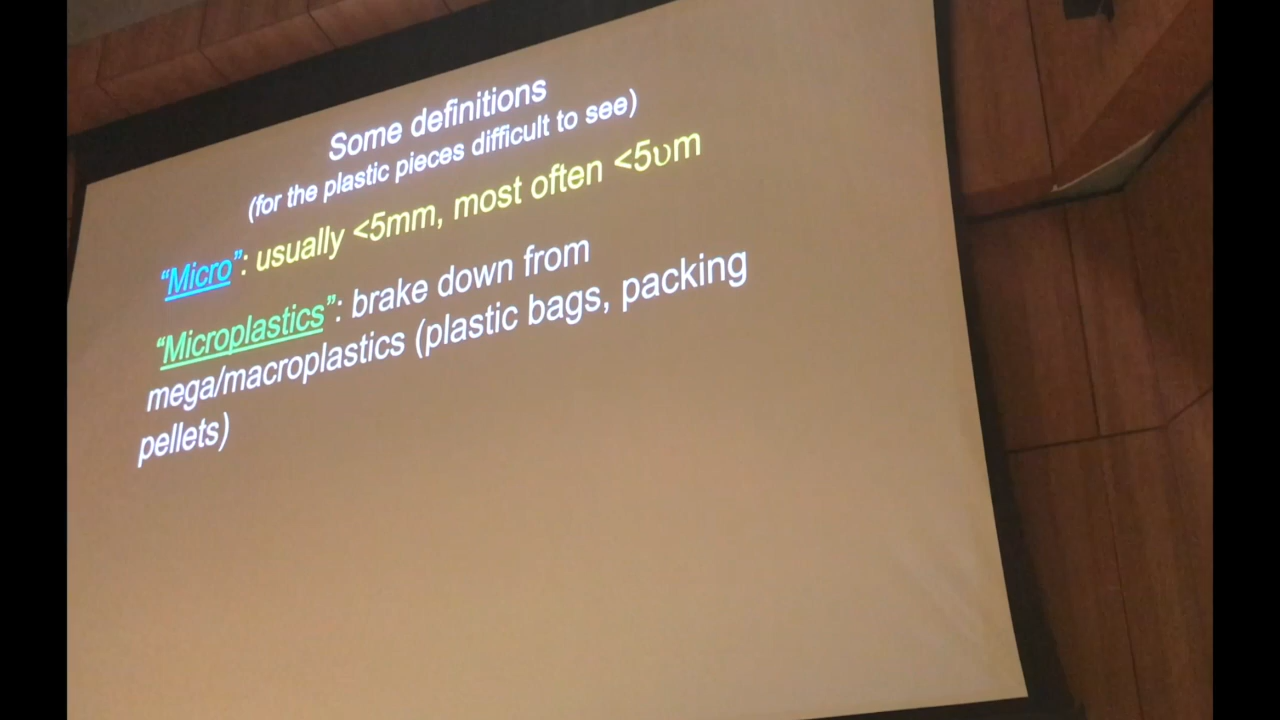 Some definitions
(for the plastic pieces difficult to see)
“Micro”: usually <5mm, most often <5υm
“Microplastics”: brake down from
mega/macroplastics (plastic bags, packing
pellets)